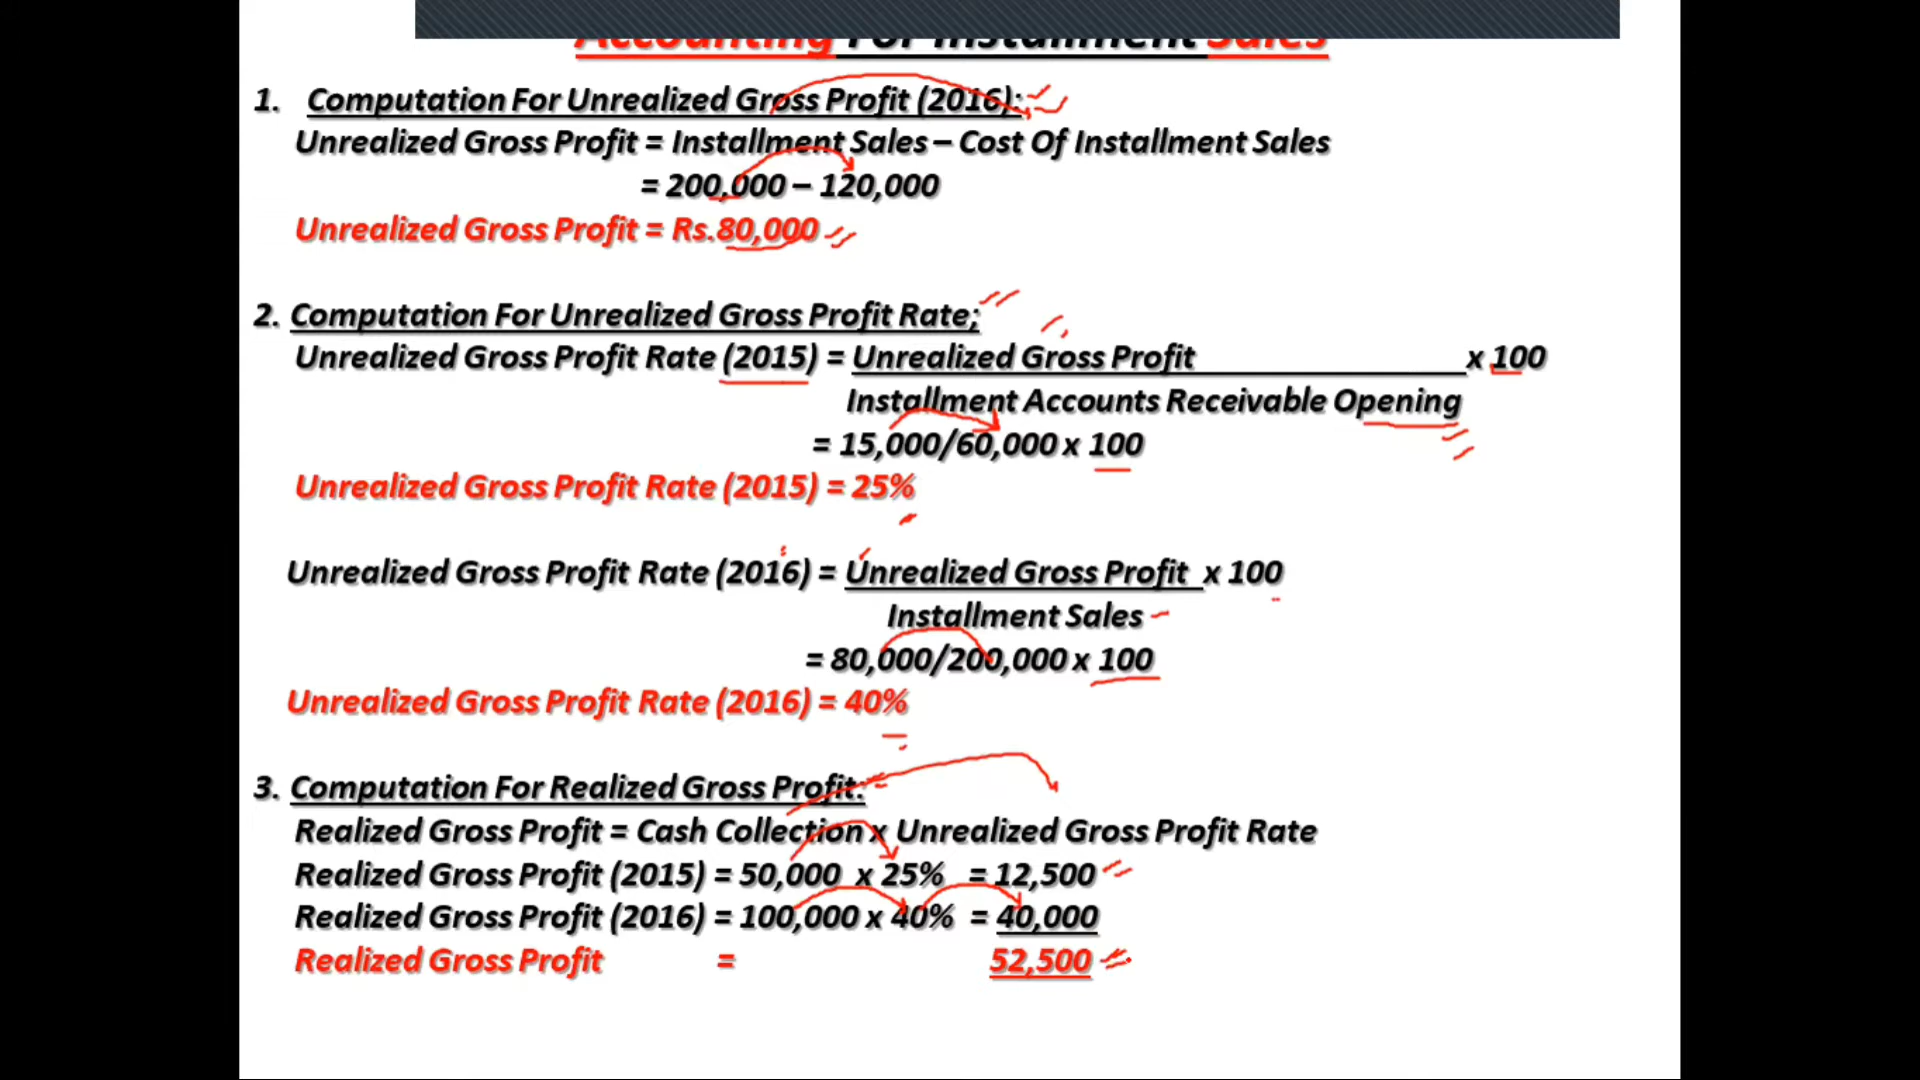 Accounting For Installment Sales
1. Computation For Unrealized Gross Profit (2016):
Unrealized Gross Profit = Installment Sales – Cost Of Installment Sales
= 200,000 – 120,000
Unrealized Gross Profit = Rs.80,000
2. Computation For Unrealized Gross Profit Rate;
Unrealized Gross Profit Rate (2015) = Unrealized Gross Profit x 100
Installment Accounts Receivable Opening
= 15,000/60,000 x 100
Unrealized Gross Profit Rate (2015) = 25%
Unrealized Gross Profit Rate (2016) = Unrealized Gross Profit x 100
Installment Sales
= 80,000/200,000 x 100
Unrealized Gross Profit Rate (2016) = 40%
3. Computation For Realized Gross Profit:
Realized Gross Profit = Cash Collection x Unrealized Gross Profit Rate
Realized Gross Profit (2015) = 50,000 x 25% = 12,500
Realized Gross Profit (2016) = 100,000 x 40% = 40,000
Realized Gross Profit = 52,500